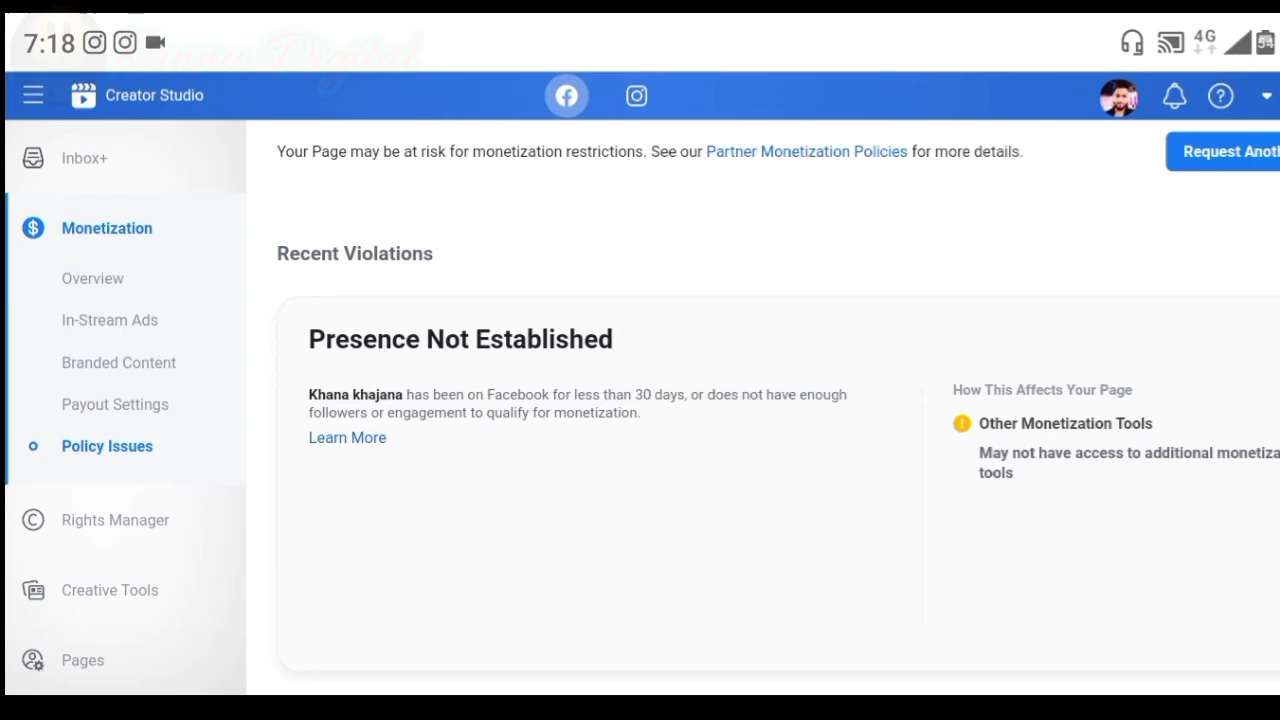 7:18
4G
54
Creator Studio
Inbox+
Your Page may be at risk for monetization restrictions. See our Partner Monetization Policies for more details.
Request Anot
Monetization
Overview
In-Stream Ads
Branded Content
Payout Settings
Policy Issues
Rights Manager
Creative Tools
Pages
Recent Violations
Presence Not Established
Khana khajana has been on Facebook for less than 30 days, or does not have enough
followers or engagement to qualify for monetization.
Learn More
How This Affects Your Page
Other Monetization Tools
May not have access to additional monetiza
tools